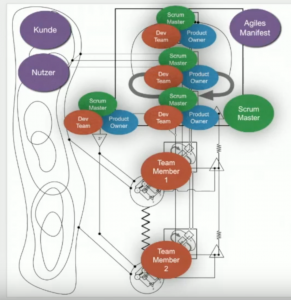 Kunde
Scrum
Master
Agiles
Manifest
Dev
Team
Product
Owner
Nutzer
Scrum
Master
Dev
Team
Product
Owner
Scrum
Master
Scrum
Master
Scrum
Master
Dev
Team
Product
Owner
Dev
Team
Product
Owner
Team
Member
1
Team
Member
2